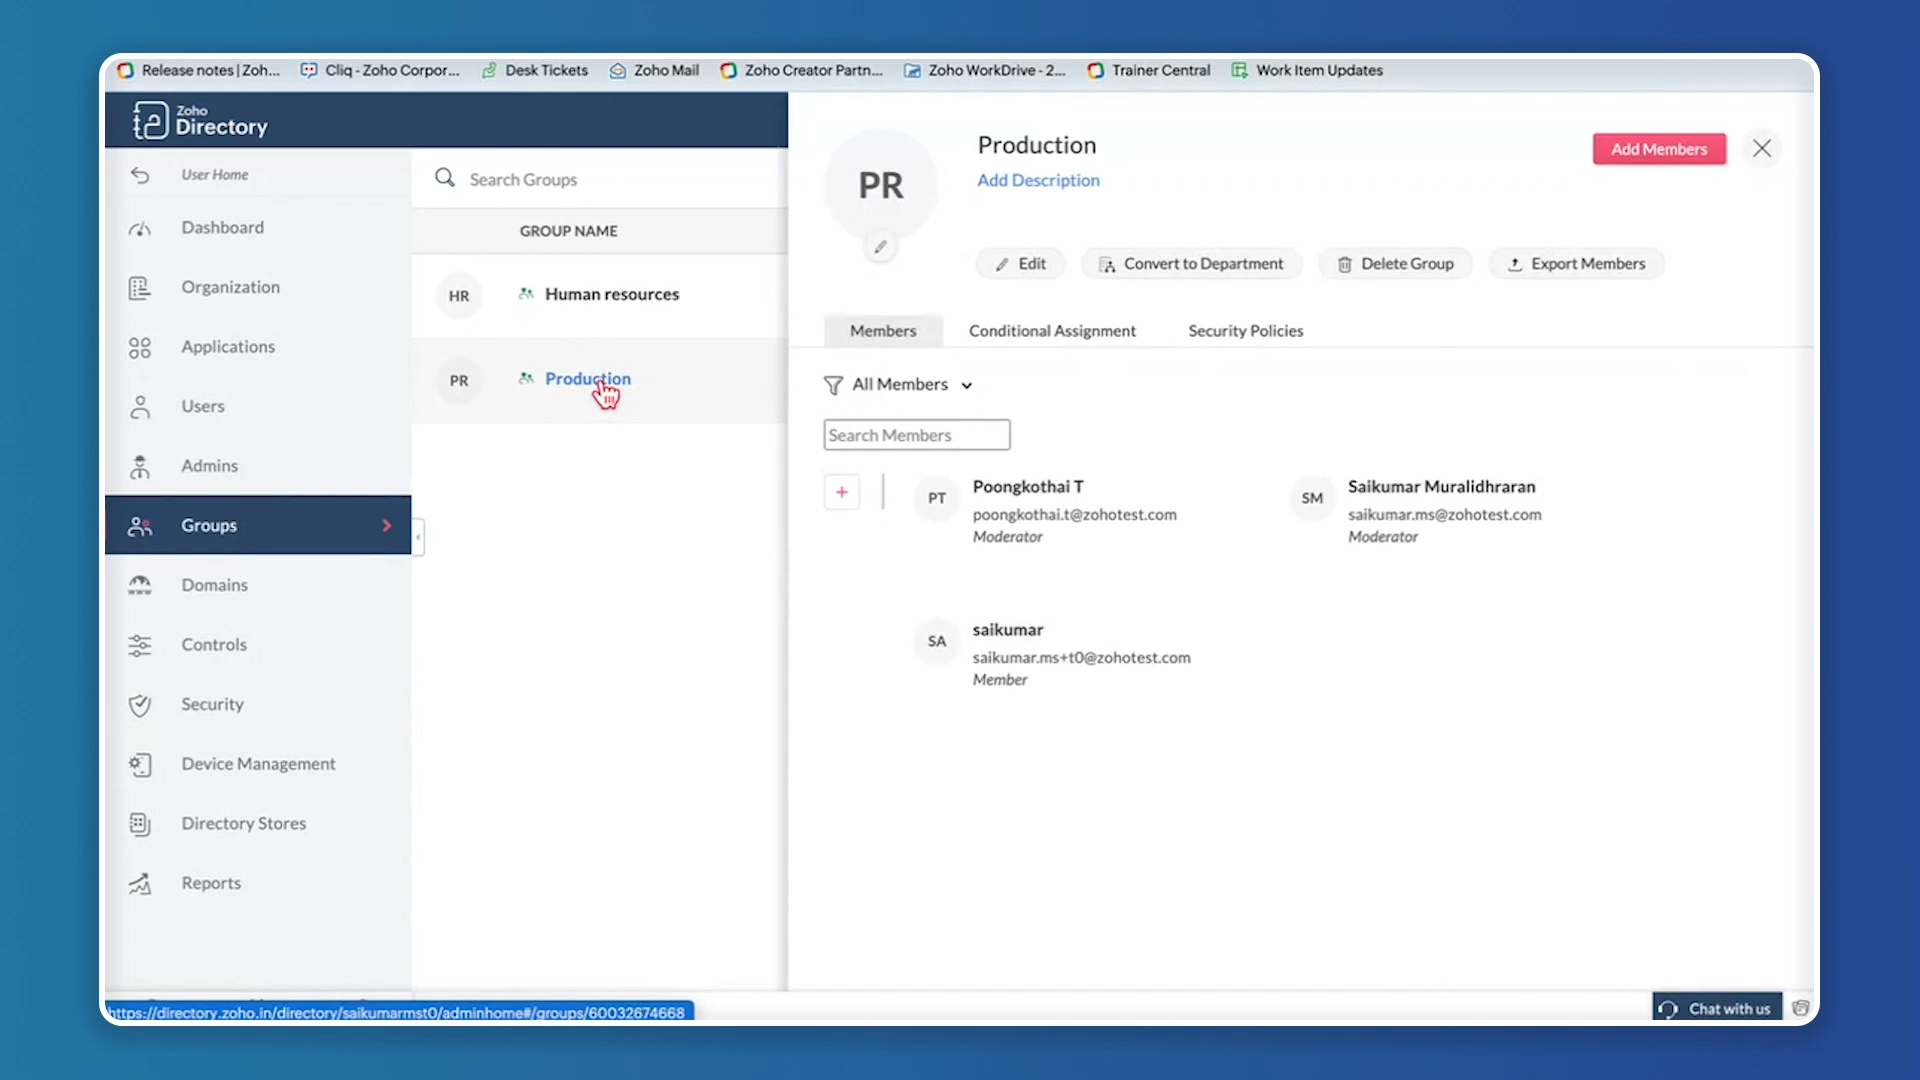 Release notes | Zoh...
Cliq - Zoho Corpor...
Desk Tickets
Zoho Mail
Zoho Creator Partn...
Zoho WorkDrive - 2...
Trainer Central
Work Item Updates
Zoho
Directory
User Home
Dashboard
Organization
Applications
Users
Admins
Groups
Domains
Controls
Security
Device Management
Directory Stores
Reports
Search Groups
GROUP NAME
HR
Human resources
PR
Production
PR
Production
Add Description
Add Members
Edit
Convert to Department
Delete Group
Export Members
Members
Conditional Assignment
Security Policies
All Members
Search Members
+
PT
Poongkothai T
poongkothai.t@zohotest.com
Moderator
SM
Saikumar Muralidhraran
saikumar.ms@zohotest.com
Moderator
SA
saikumar
saikumar.ms+t0@zohotest.com
Member
https://directory.zoho.in/directory/saikumarmst0/adminhome#/groups/60032674668
Chat with us